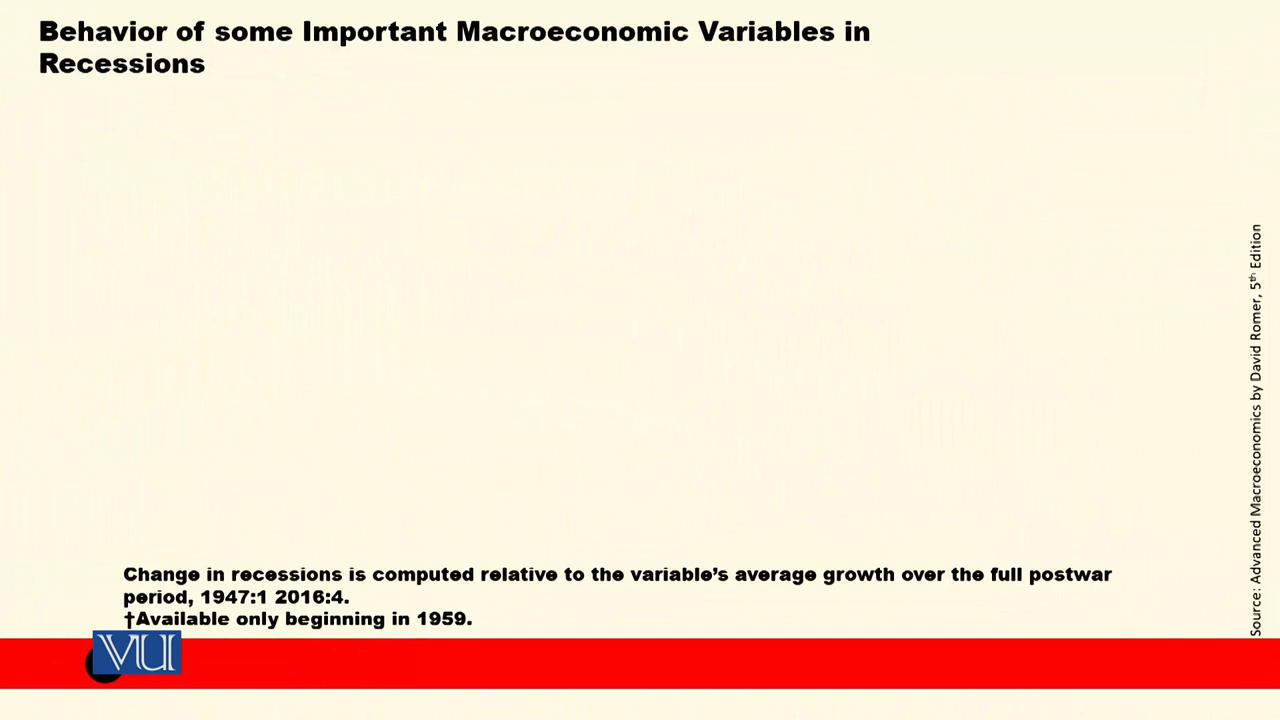 Behavior of some Important Macroeconomic Variables in
Recessions
Source: Advanced Macroeconomics by David Romer, 5th Edition
Change in recessions is computed relative to the variable’s average growth over the full postwar
period, 1947:1 2016:4.
†Available only beginning in 1959.
VU